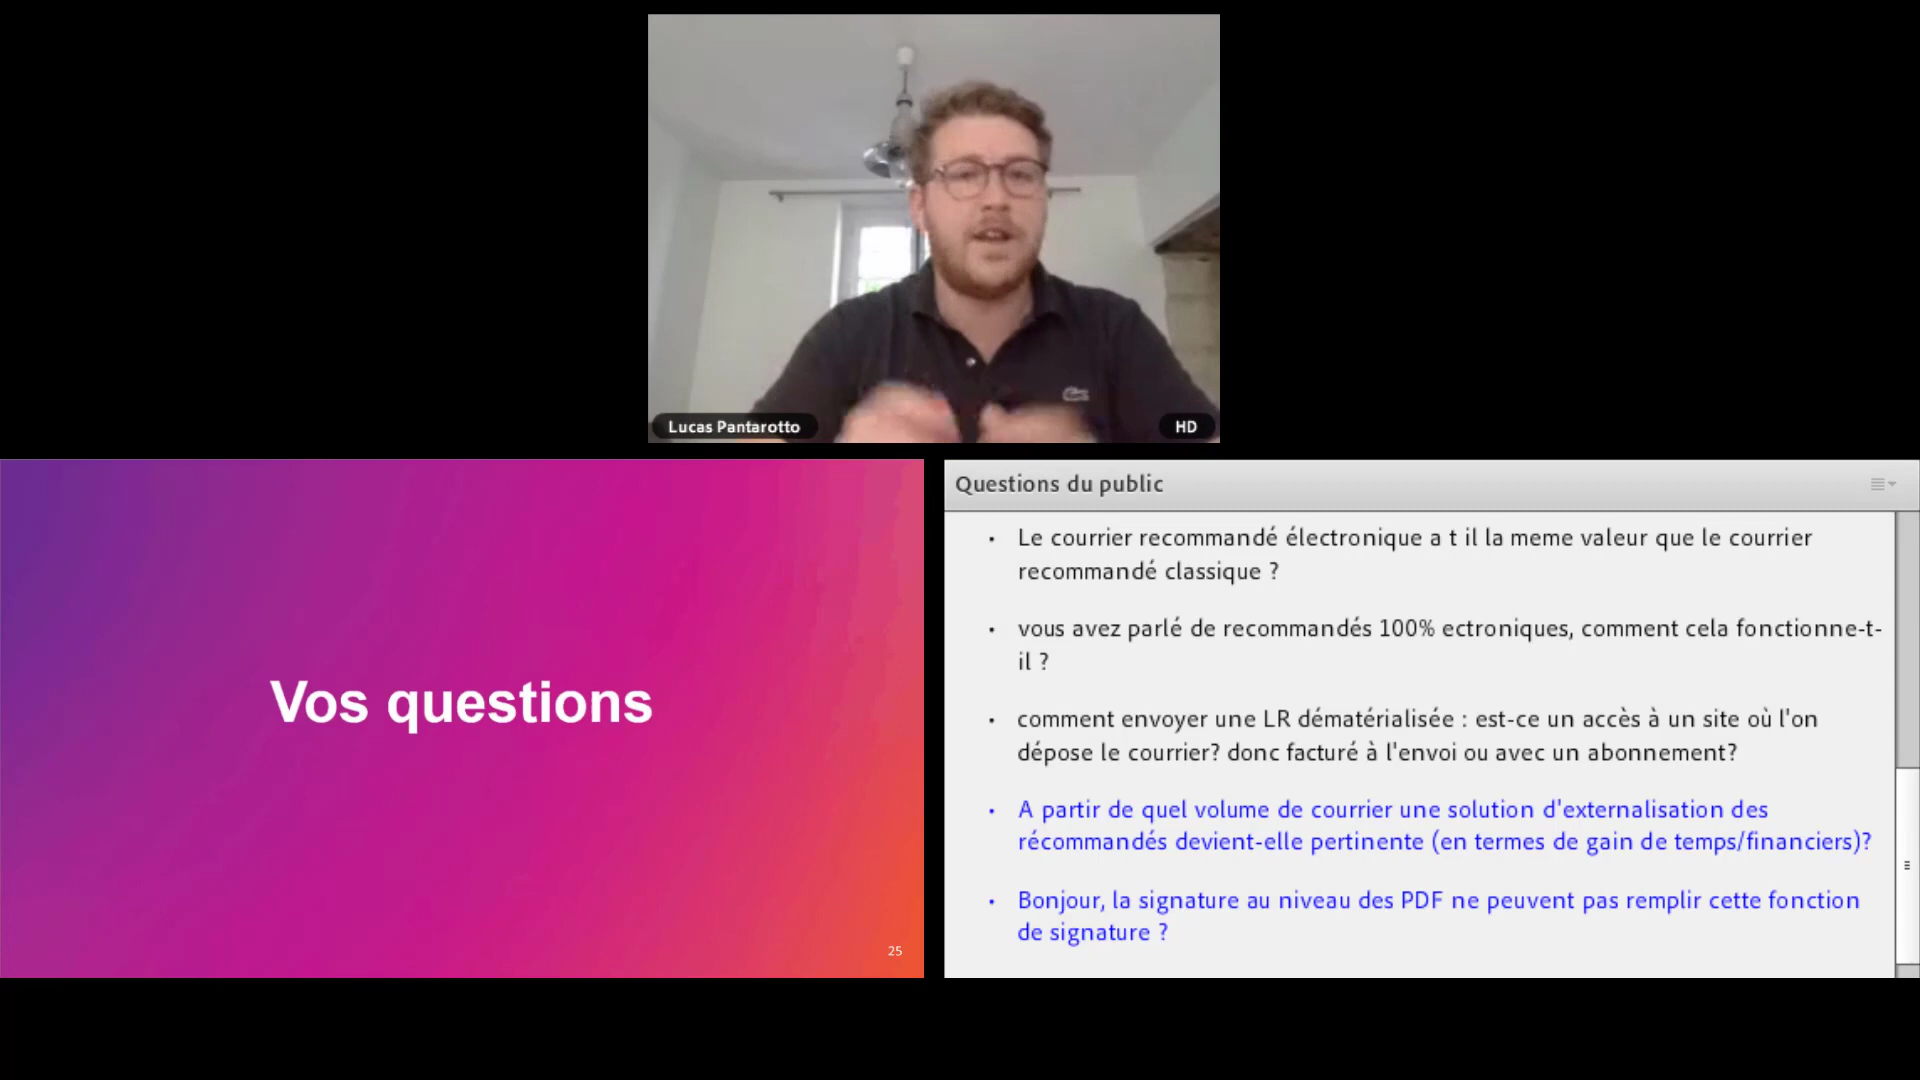 Lucas Pantarotto
HD
Vos questions
25
Questions du public
• Le courrier recommandé électronique a t il la meme valeur que le courrier
recommandé classique ?
• vous avez parlé de recommandés 100% ectroniques, comment cela fonctionne-t-
il ?
• comment envoyer une LR dématérialisée : est-ce un accès à un site où l'on
dépose le courrier? donc facturé à l'envoi ou avec un abonnement?
• A partir de quel volume de courrier une solution d'externalisation des
récommandés devient-elle pertinente (en termes de gain de temps/financiers)?
• Bonjour, la signature au niveau des PDF ne peuvent pas remplir cette fonction
de signature ?